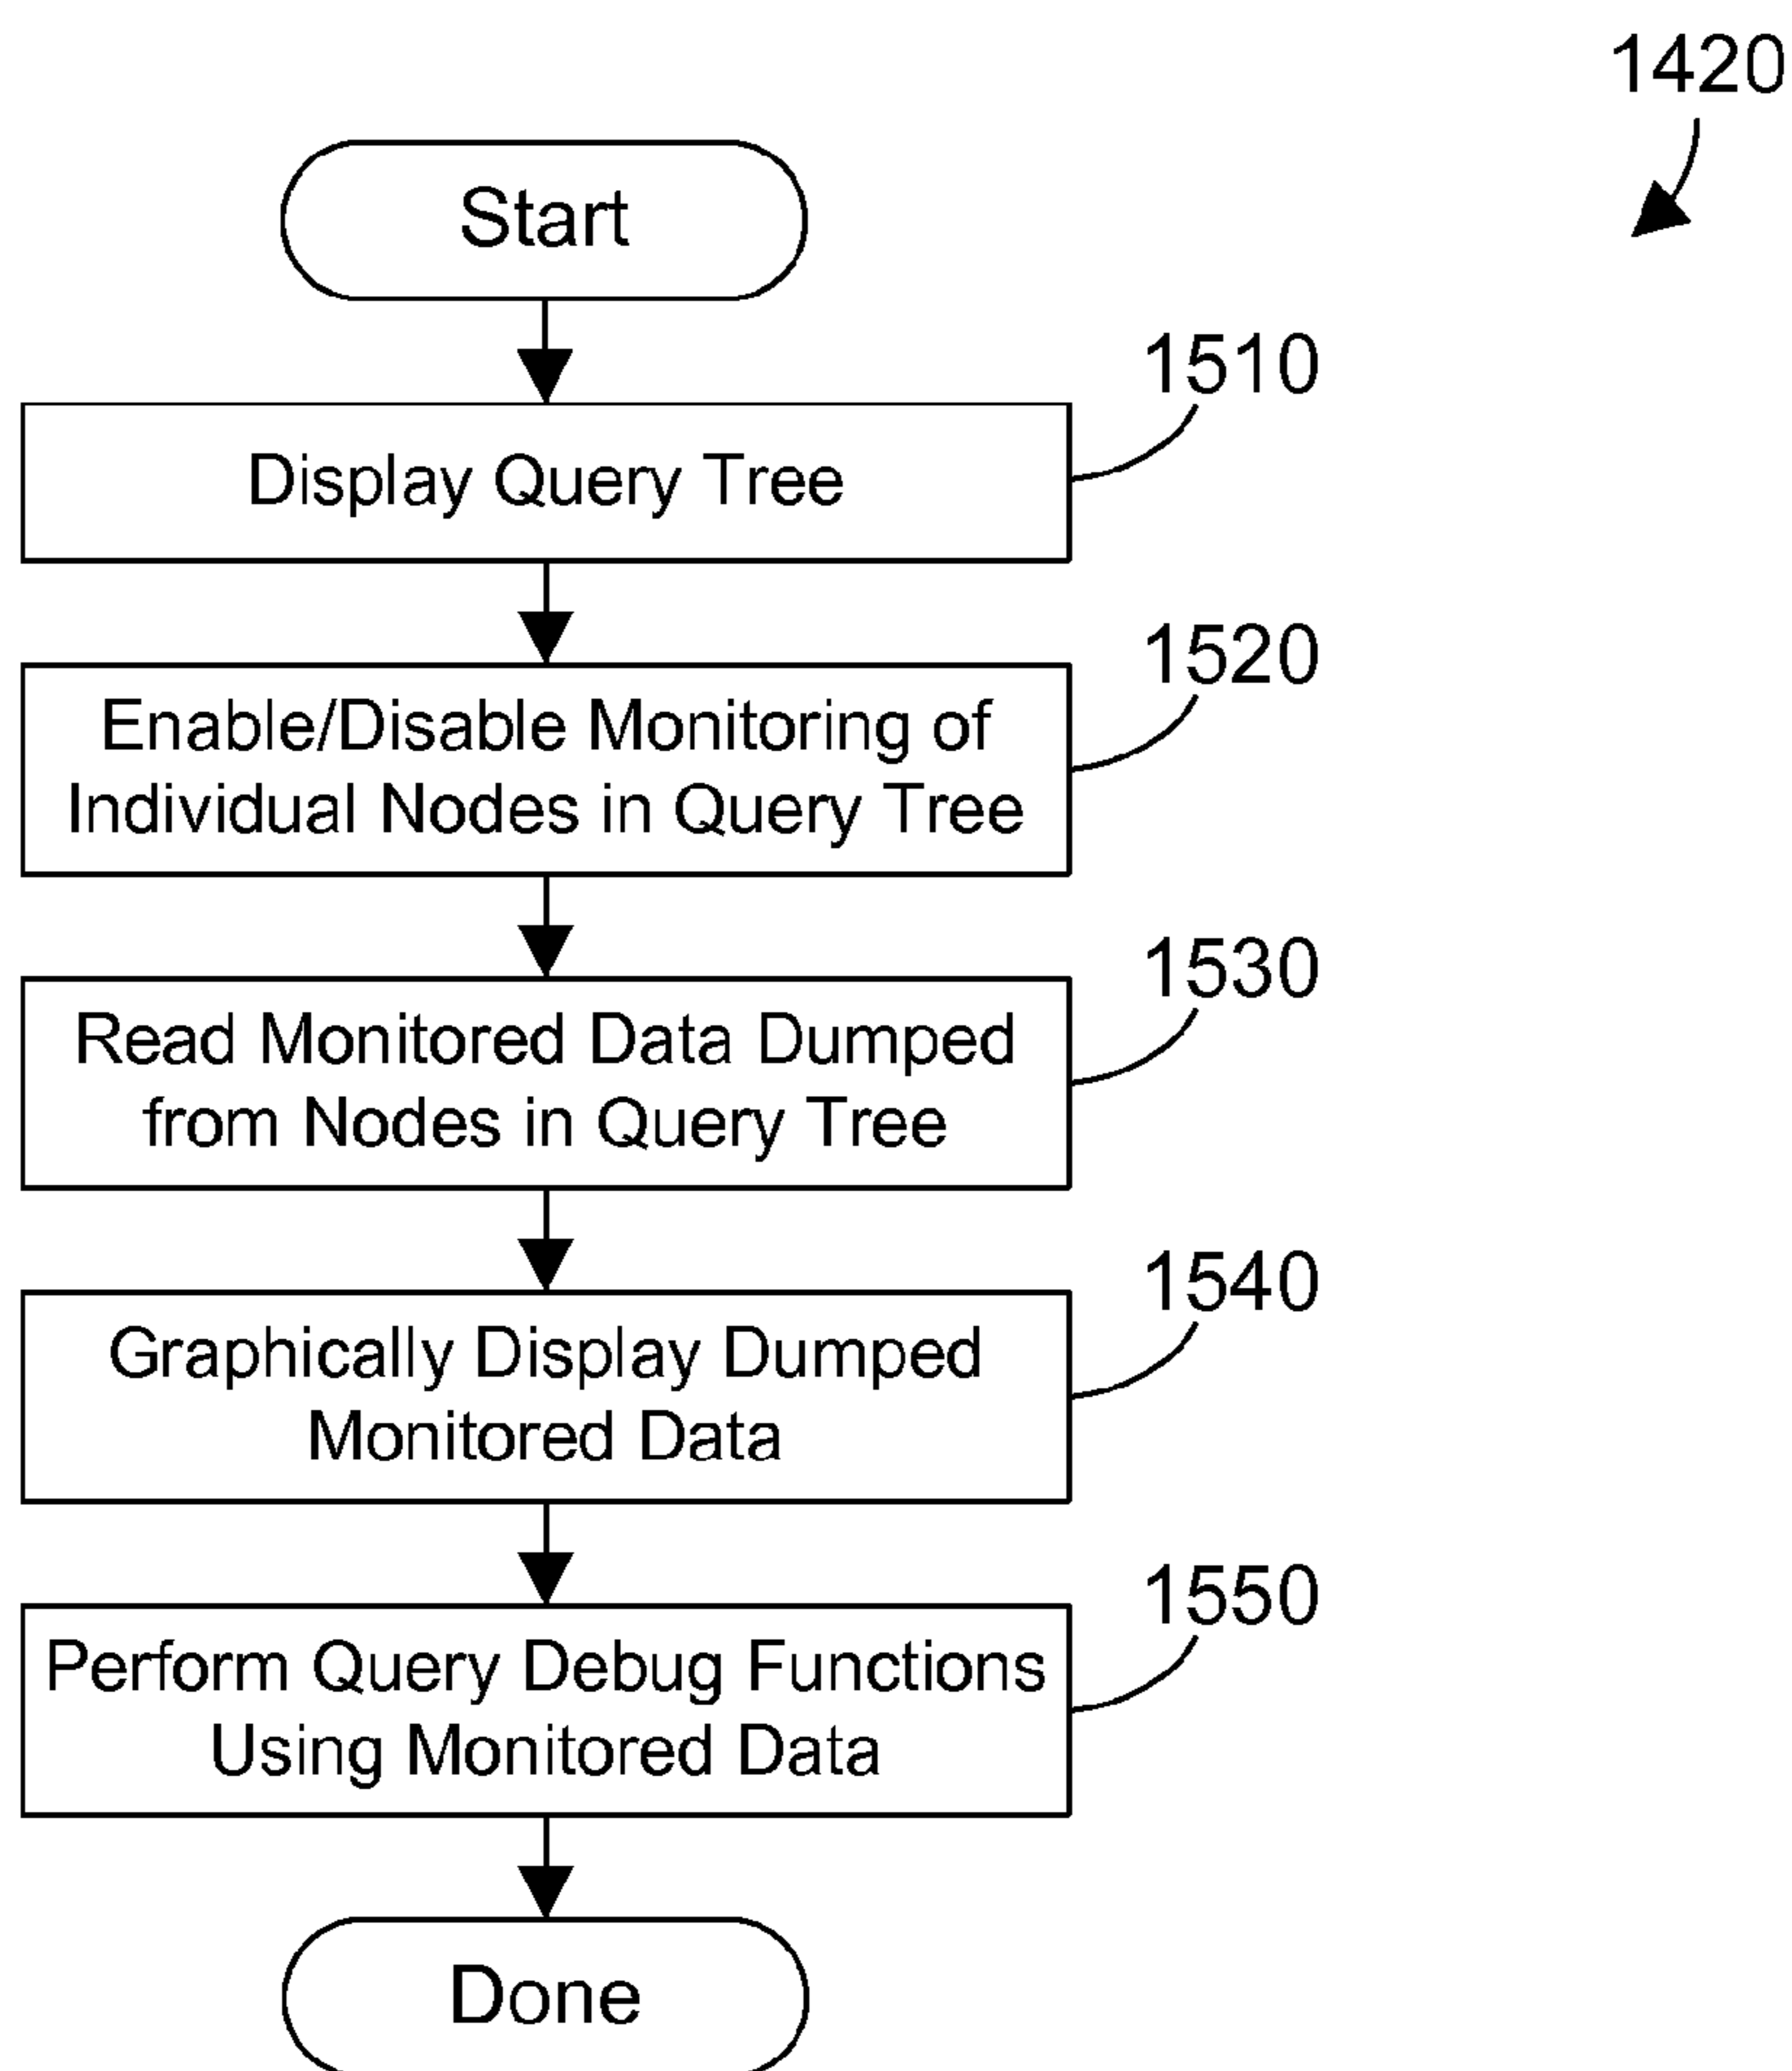 1420
Start
1510
Display Query Tree
1520
Enable/Disable Monitoring of
Individual Nodes in Query Tree
1530
Read Monitored Data Dumped
from Nodes in Query Tree
1540
Graphically Display Dumped
Monitored Data
1550
Perform Query Debug Functions
Using Monitored Data
Done